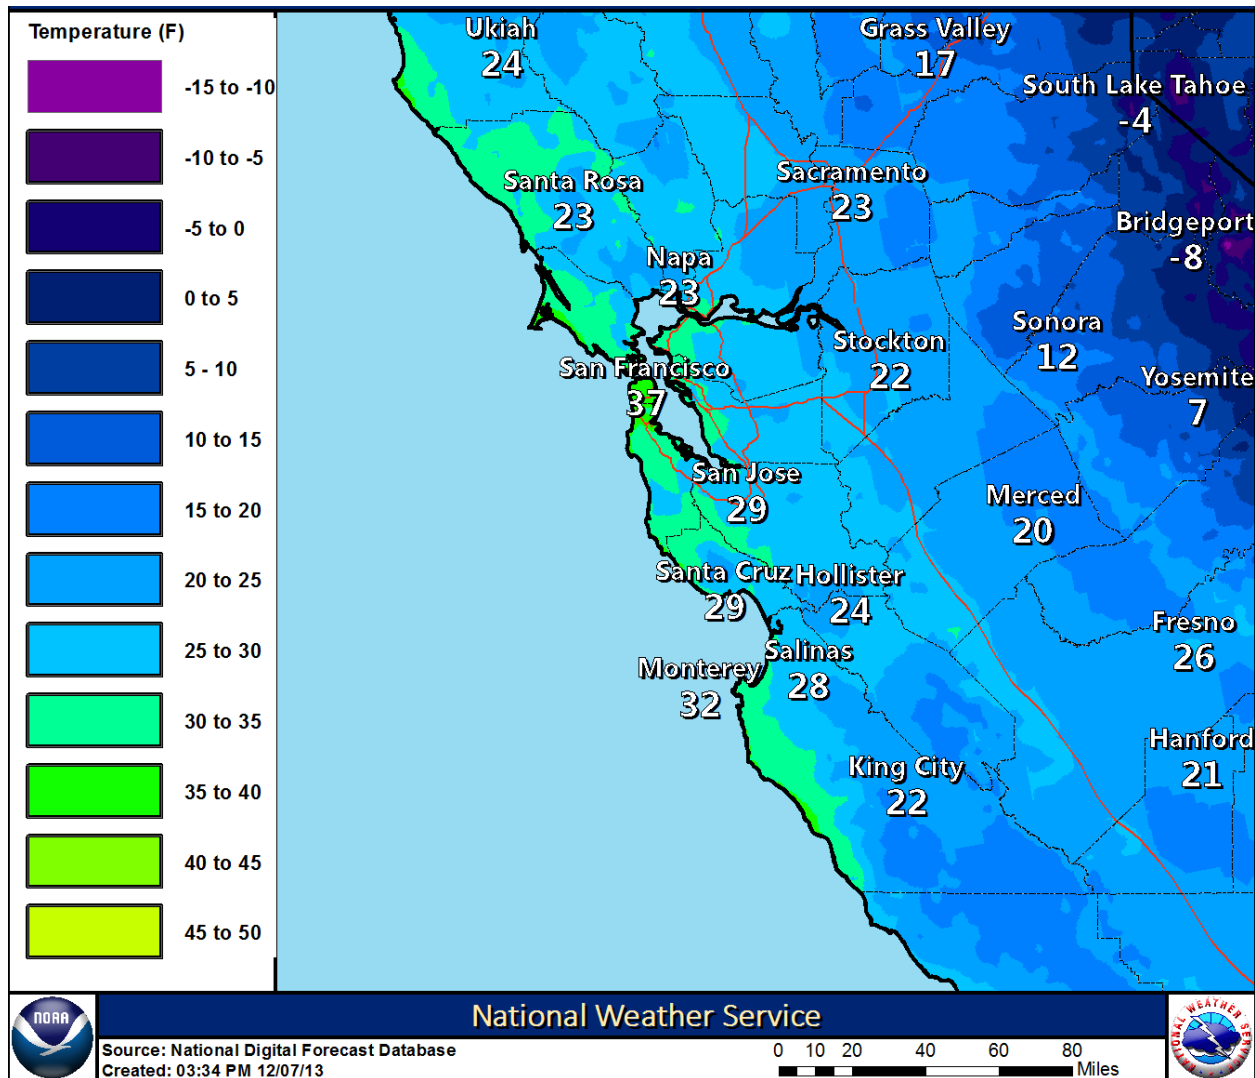 Temperature (F)
-15 to -10
-10 to -5
-5 to 0
0 to 5
5 - 10
10 to 15
15 to 20
20 to 25
25 to 30
30 to 35
35 to 40
40 to 45
45 to 50
Ukiah
24
Grass Valley
17
South Lake Tahoe
-4
Santa Rosa
23
Sacramento
23
Bridgeport
-8
Napa
23
Sonora
12
Stockton
22
San Francisco
37
Yosemite
7
San Jose
29
Merced
20
Santa Cruz
29
Hollister
24
Fresno
26
Salinas
28
Monterey
32
Hanford
21
King City
22
NOAA
National Weather Service
Source: National Digital Forecast Database
Created: 03:34 PM 12/07/13
0 10 20 40 60 80
Miles